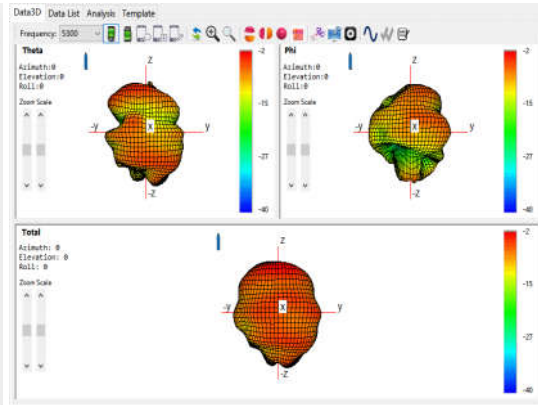 Data3D Data List Analysis Template
Frequency: 5300
Theta
Azimuth:0
Elevation:0
Roll:0
Zoom Scale
z
-y
x
y
-z
-2
-15
-27
-40
Phi
Azimuth:0
Elevation:0
Roll:0
Zoom Scale
z
-y
x
y
-z
-2
-15
-27
-40
Total
Azimuth: 0
Elevation: 0
Roll: 0
Zoom Scale
z
-y
x
y
-z
-2
-15
-27
-40